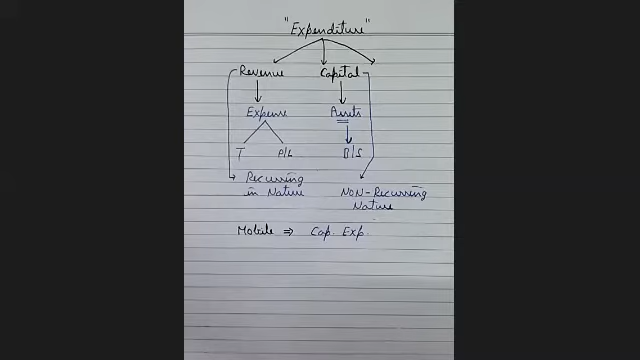 "Expenditure"
Revenue Capital
Expense Assets
T P/L B/S
Recurring
in Nature
Non-Recurring
Nature
Mobile ⇒ Cap. Exp.